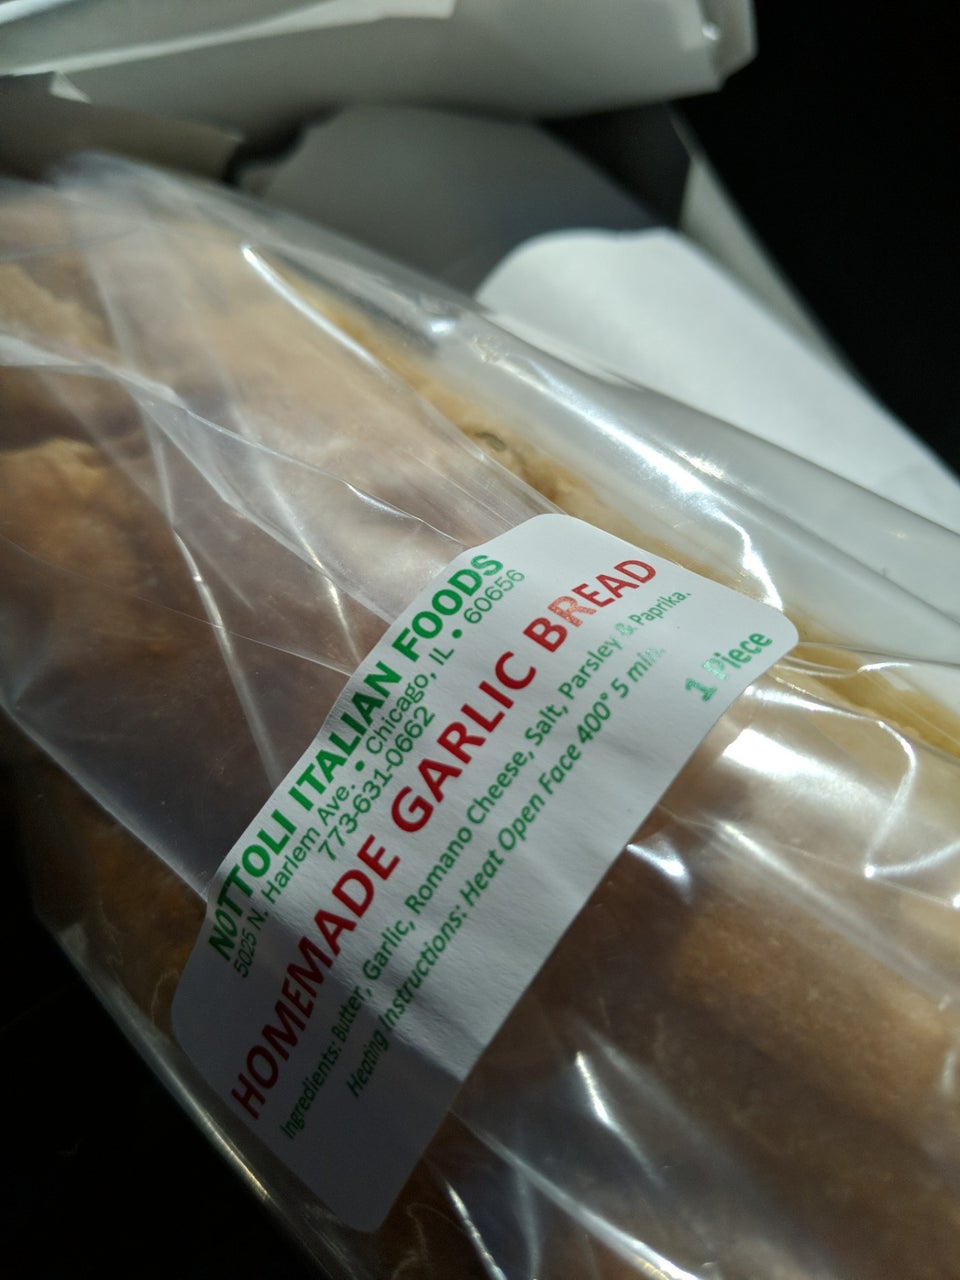 NOTTOLI ITALIAN FOODS
5025 N. Harlem Ave. • Chicago, IL • 60656
773-631-0662
HOMEMADE GARLIC BREAD
Ingredients: Butter, Garlic, Romano Cheese, Salt, Parsley & Paprika.
Heating Instructions: Heat Open Face 400° 5 min.
1 Piece